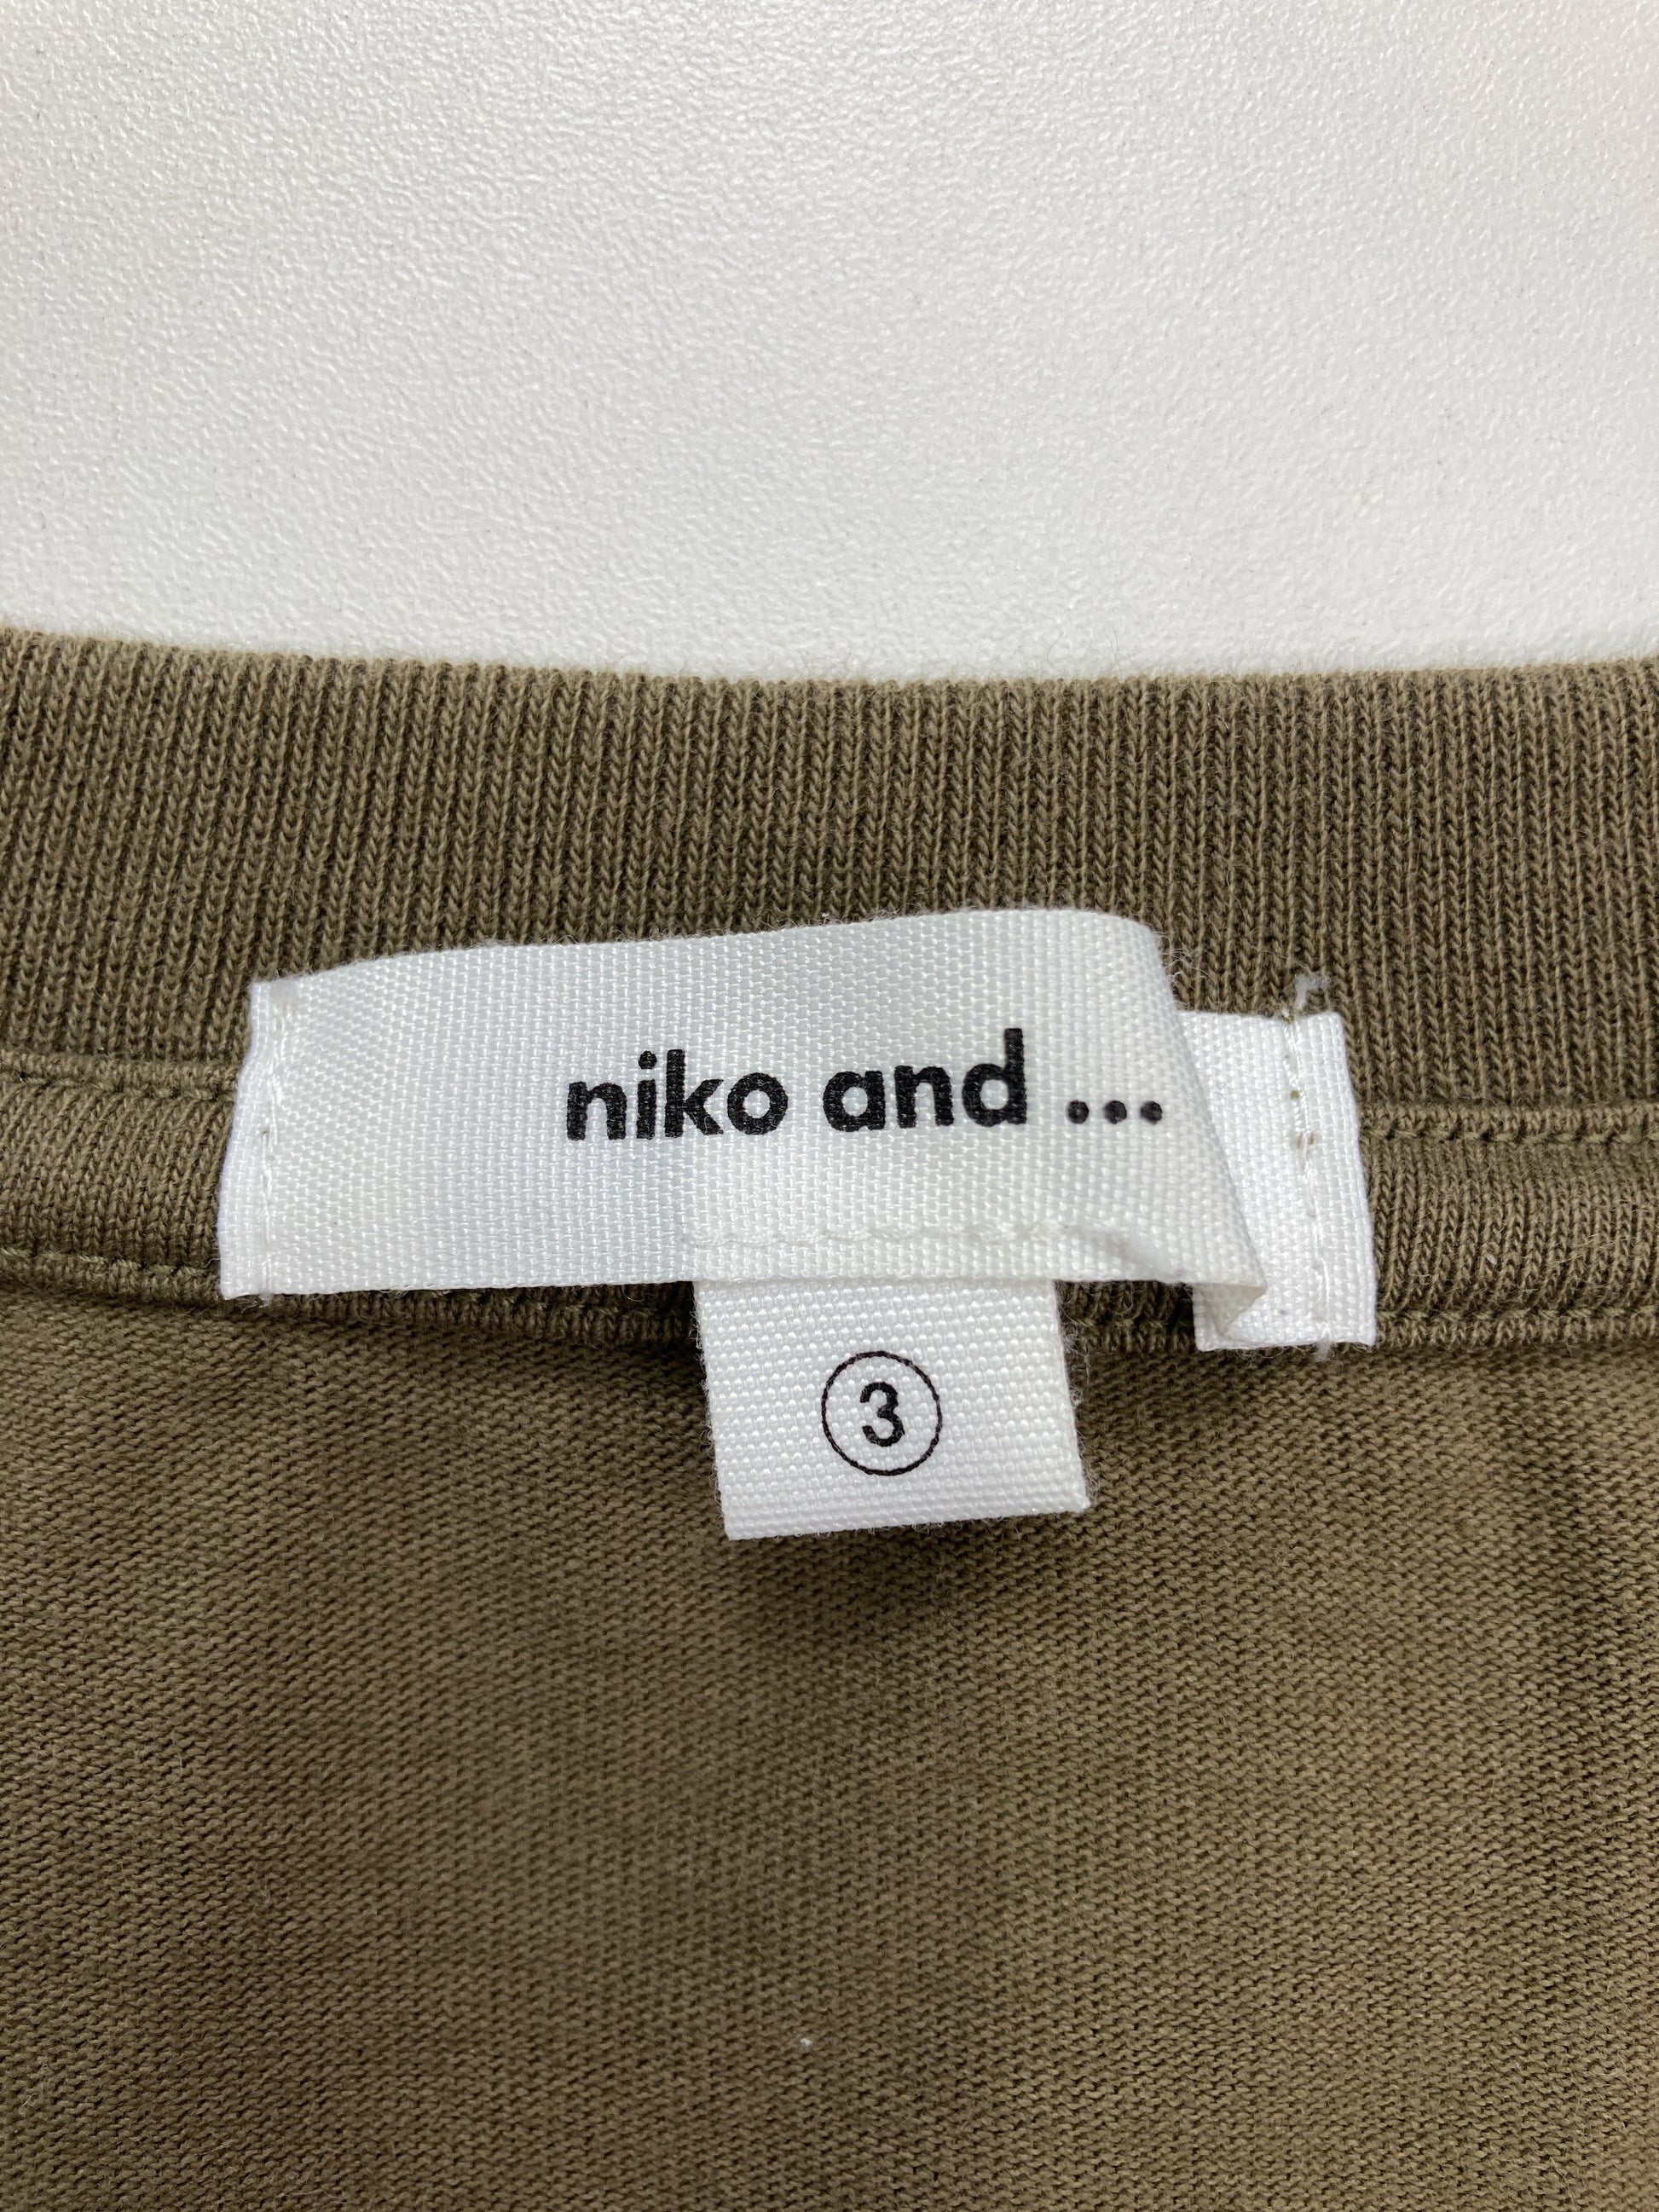 niko and ...
③